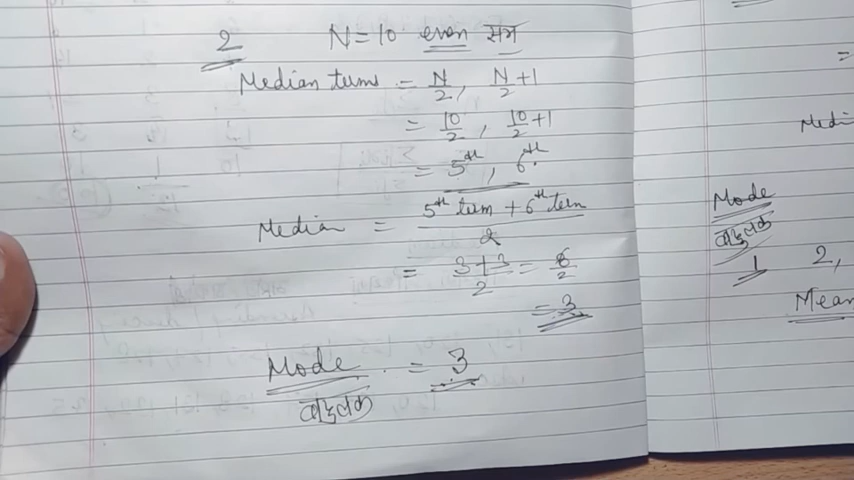 2 N=10 even सम
Median terms = N/2, N/2+1
= 10/2, 10/2+1
= 5th, 6th
Median = 5th term + 6th term / 2
= 3+3/2 = 6/2
= 3
Mode = 3
बहुलक
=
Medi
Mode
बहुलक
1 2,
Mean